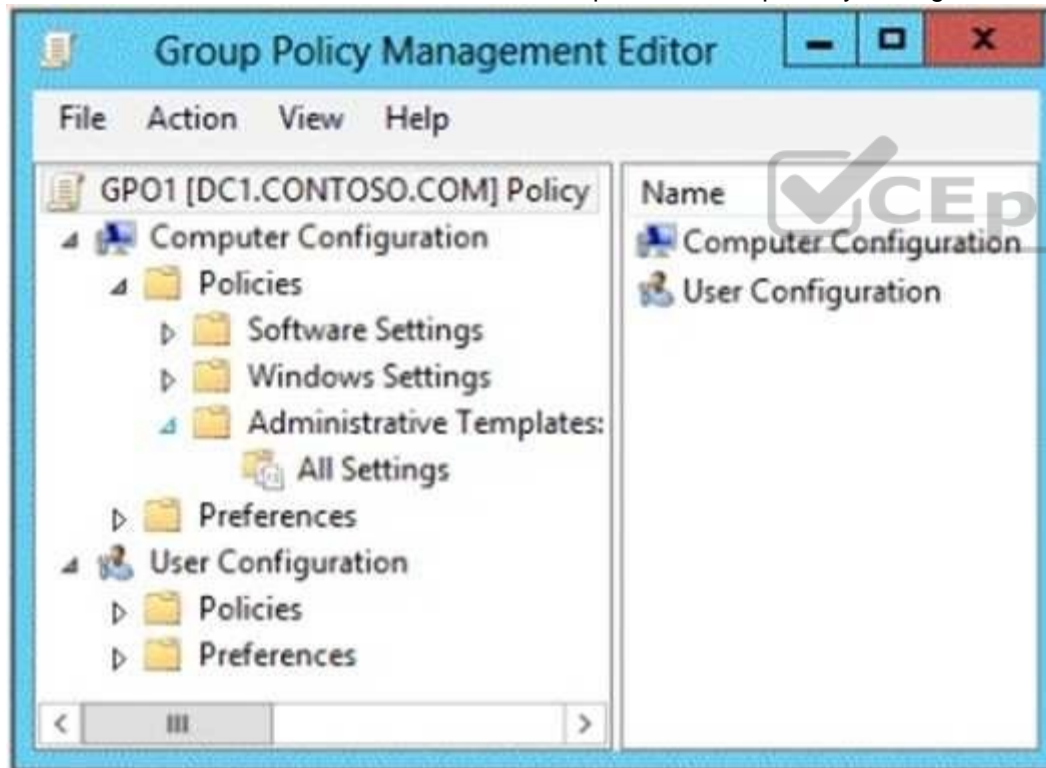 Group Policy Management Editor
File Action View Help
GPO1 [DC1.CONTOSO.COM] Policy
Computer Configuration
Policies
Software Settings
Windows Settings
Administrative Templates:
All Settings
Preferences
User Configuration
Policies
Preferences
Name
Computer Configuration
User Configuration
CEp